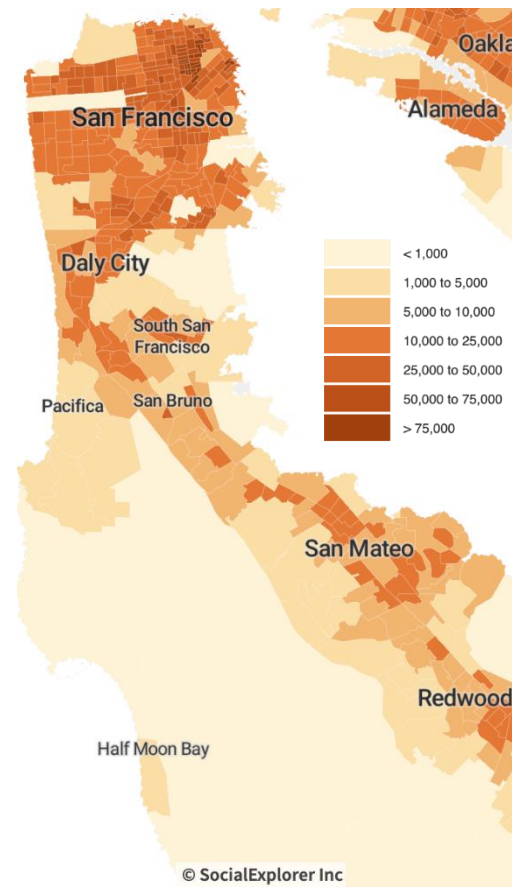 Oakla
Alameda
San Francisco
< 1,000
Daly City
1,000 to 5,000
5,000 to 10,000
South San
Francisco
10,000 to 25,000
25,000 to 50,000
Pacifica
San Bruno
50,000 to 75,000
> 75,000
San Mateo
Redwood
Half Moon Bay
© SocialExplorer Inc